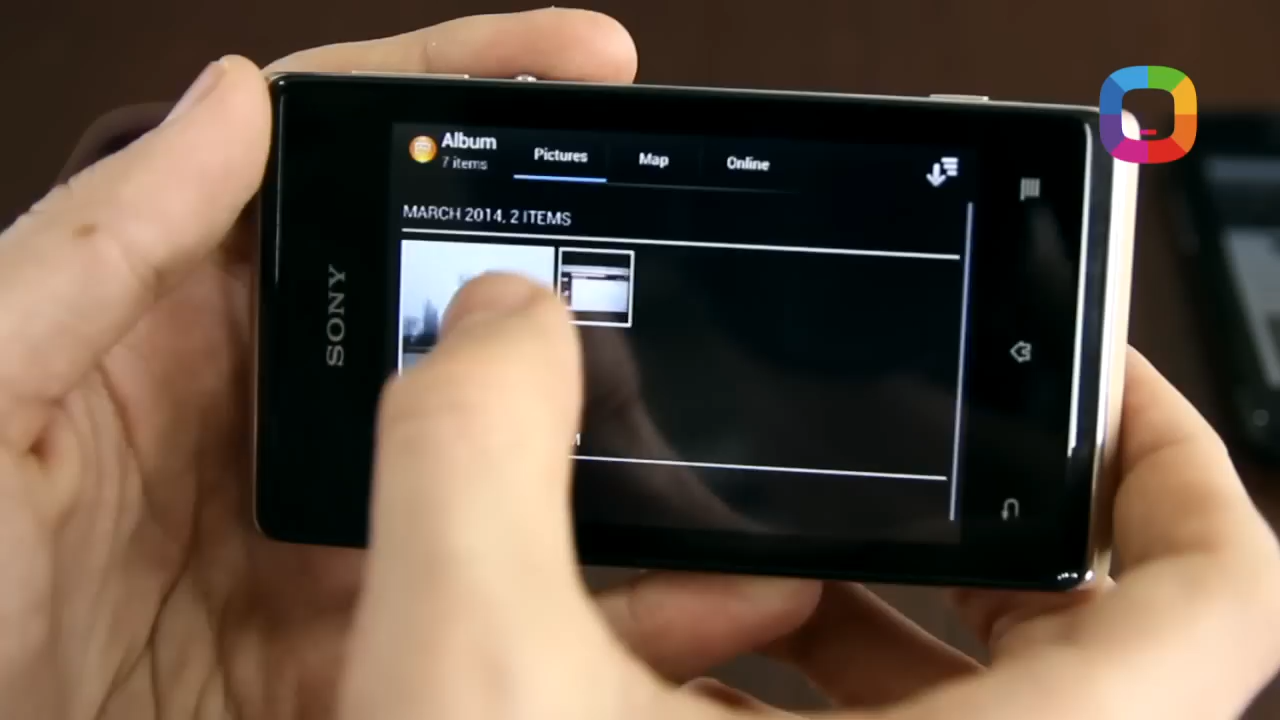 SONY
Album
7 items
Pictures
Map
Online
MARCH 2014, 2 ITEMS